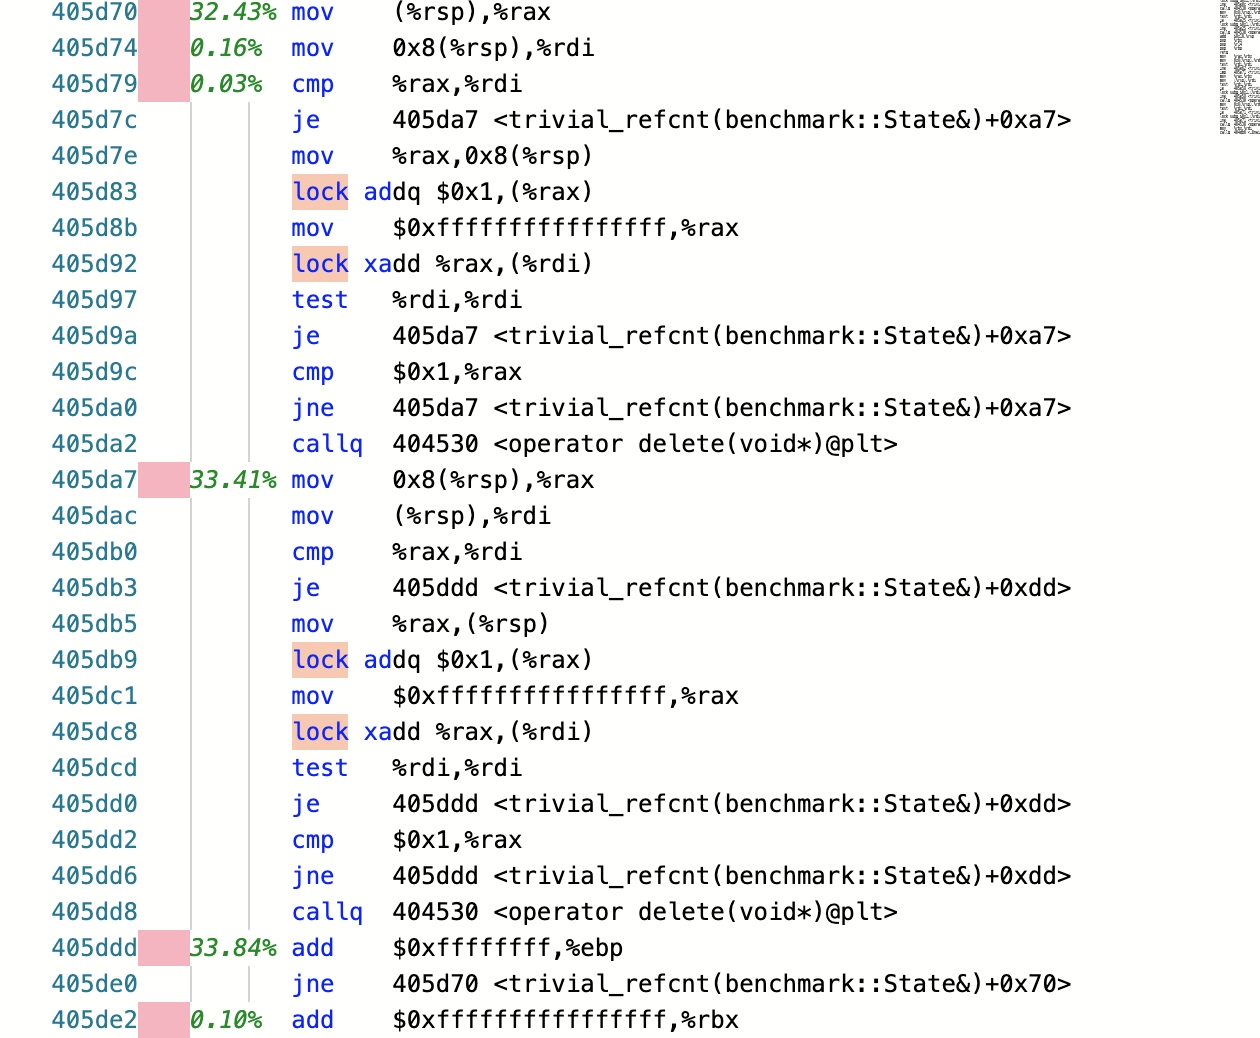 405d70 32.43% mov (%rsp),%rax
405d74 0.16% mov 0x8(%rsp),%rdi
405d79 0.03% cmp %rax,%rdi
405d7c je 405da7 <trivial_refcnt(benchmark::State&)+0xa7>
405d7e mov %rax,0x8(%rsp)
405d83 lock addq $0x1,(%rax)
405d8b mov $0xffffffffffffffff,%rax
405d92 lock xadd %rax,(%rdi)
405d97 test %rdi,%rdi
405d9a je 405da7 <trivial_refcnt(benchmark::State&)+0xa7>
405d9c cmp $0x1,%rax
405da0 jne 405da7 <trivial_refcnt(benchmark::State&)+0xa7>
405da2 callq 404530 <operator delete(void*)@plt>
405da7 33.41% mov 0x8(%rsp),%rax
405dac mov (%rsp),%rdi
405db0 cmp %rax,%rdi
405db3 je 405ddd <trivial_refcnt(benchmark::State&)+0xdd>
405db5 mov %rax,(%rsp)
405db9 lock addq $0x1,(%rax)
405dc1 mov $0xffffffffffffffff,%rax
405dc8 lock xadd %rax,(%rdi)
405dcd test %rdi,%rdi
405dd0 je 405ddd <trivial_refcnt(benchmark::State&)+0xdd>
405dd2 cmp $0x1,%rax
405dd6 jne 405ddd <trivial_refcnt(benchmark::State&)+0xdd>
405dd8 callq 404530 <operator delete(void*)@plt>
405ddd 33.84% add $0xffffffff,%ebp
405de0 jne 405d70 <trivial_refcnt(benchmark::State&)+0x70>
405de2 0.10% add $0xffffffffffffffff,%rbx